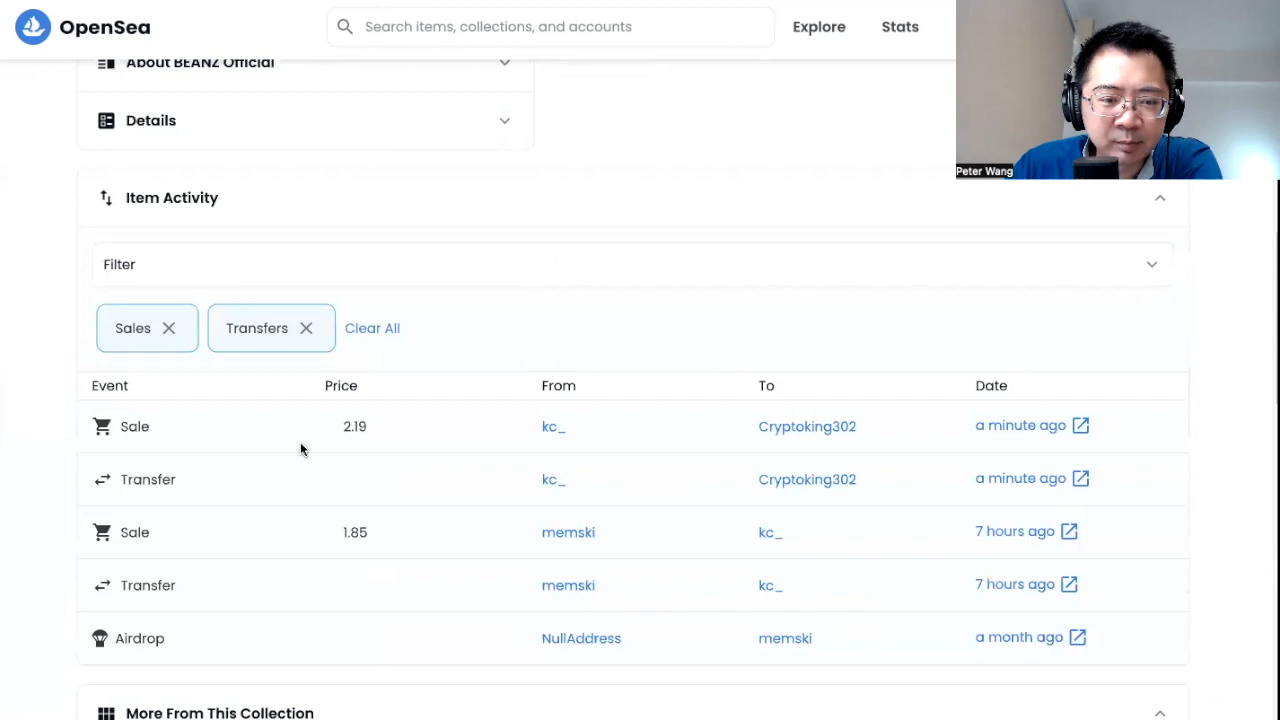 OpenSea
Search items, collections, and accounts
Explore
Stats
About BEANZ Official
Details
Peter Wang
Item Activity
Filter
Sales
Transfers
Clear All
Event Price From To Date
Sale 2.19 kc_ Cryptoking302 a minute ago
Transfer kc_ Cryptoking302 a minute ago
Sale 1.85 memski kc_ 7 hours ago
Transfer memski kc_ 7 hours ago
Airdrop NullAddress memski a month ago
More From This Collection